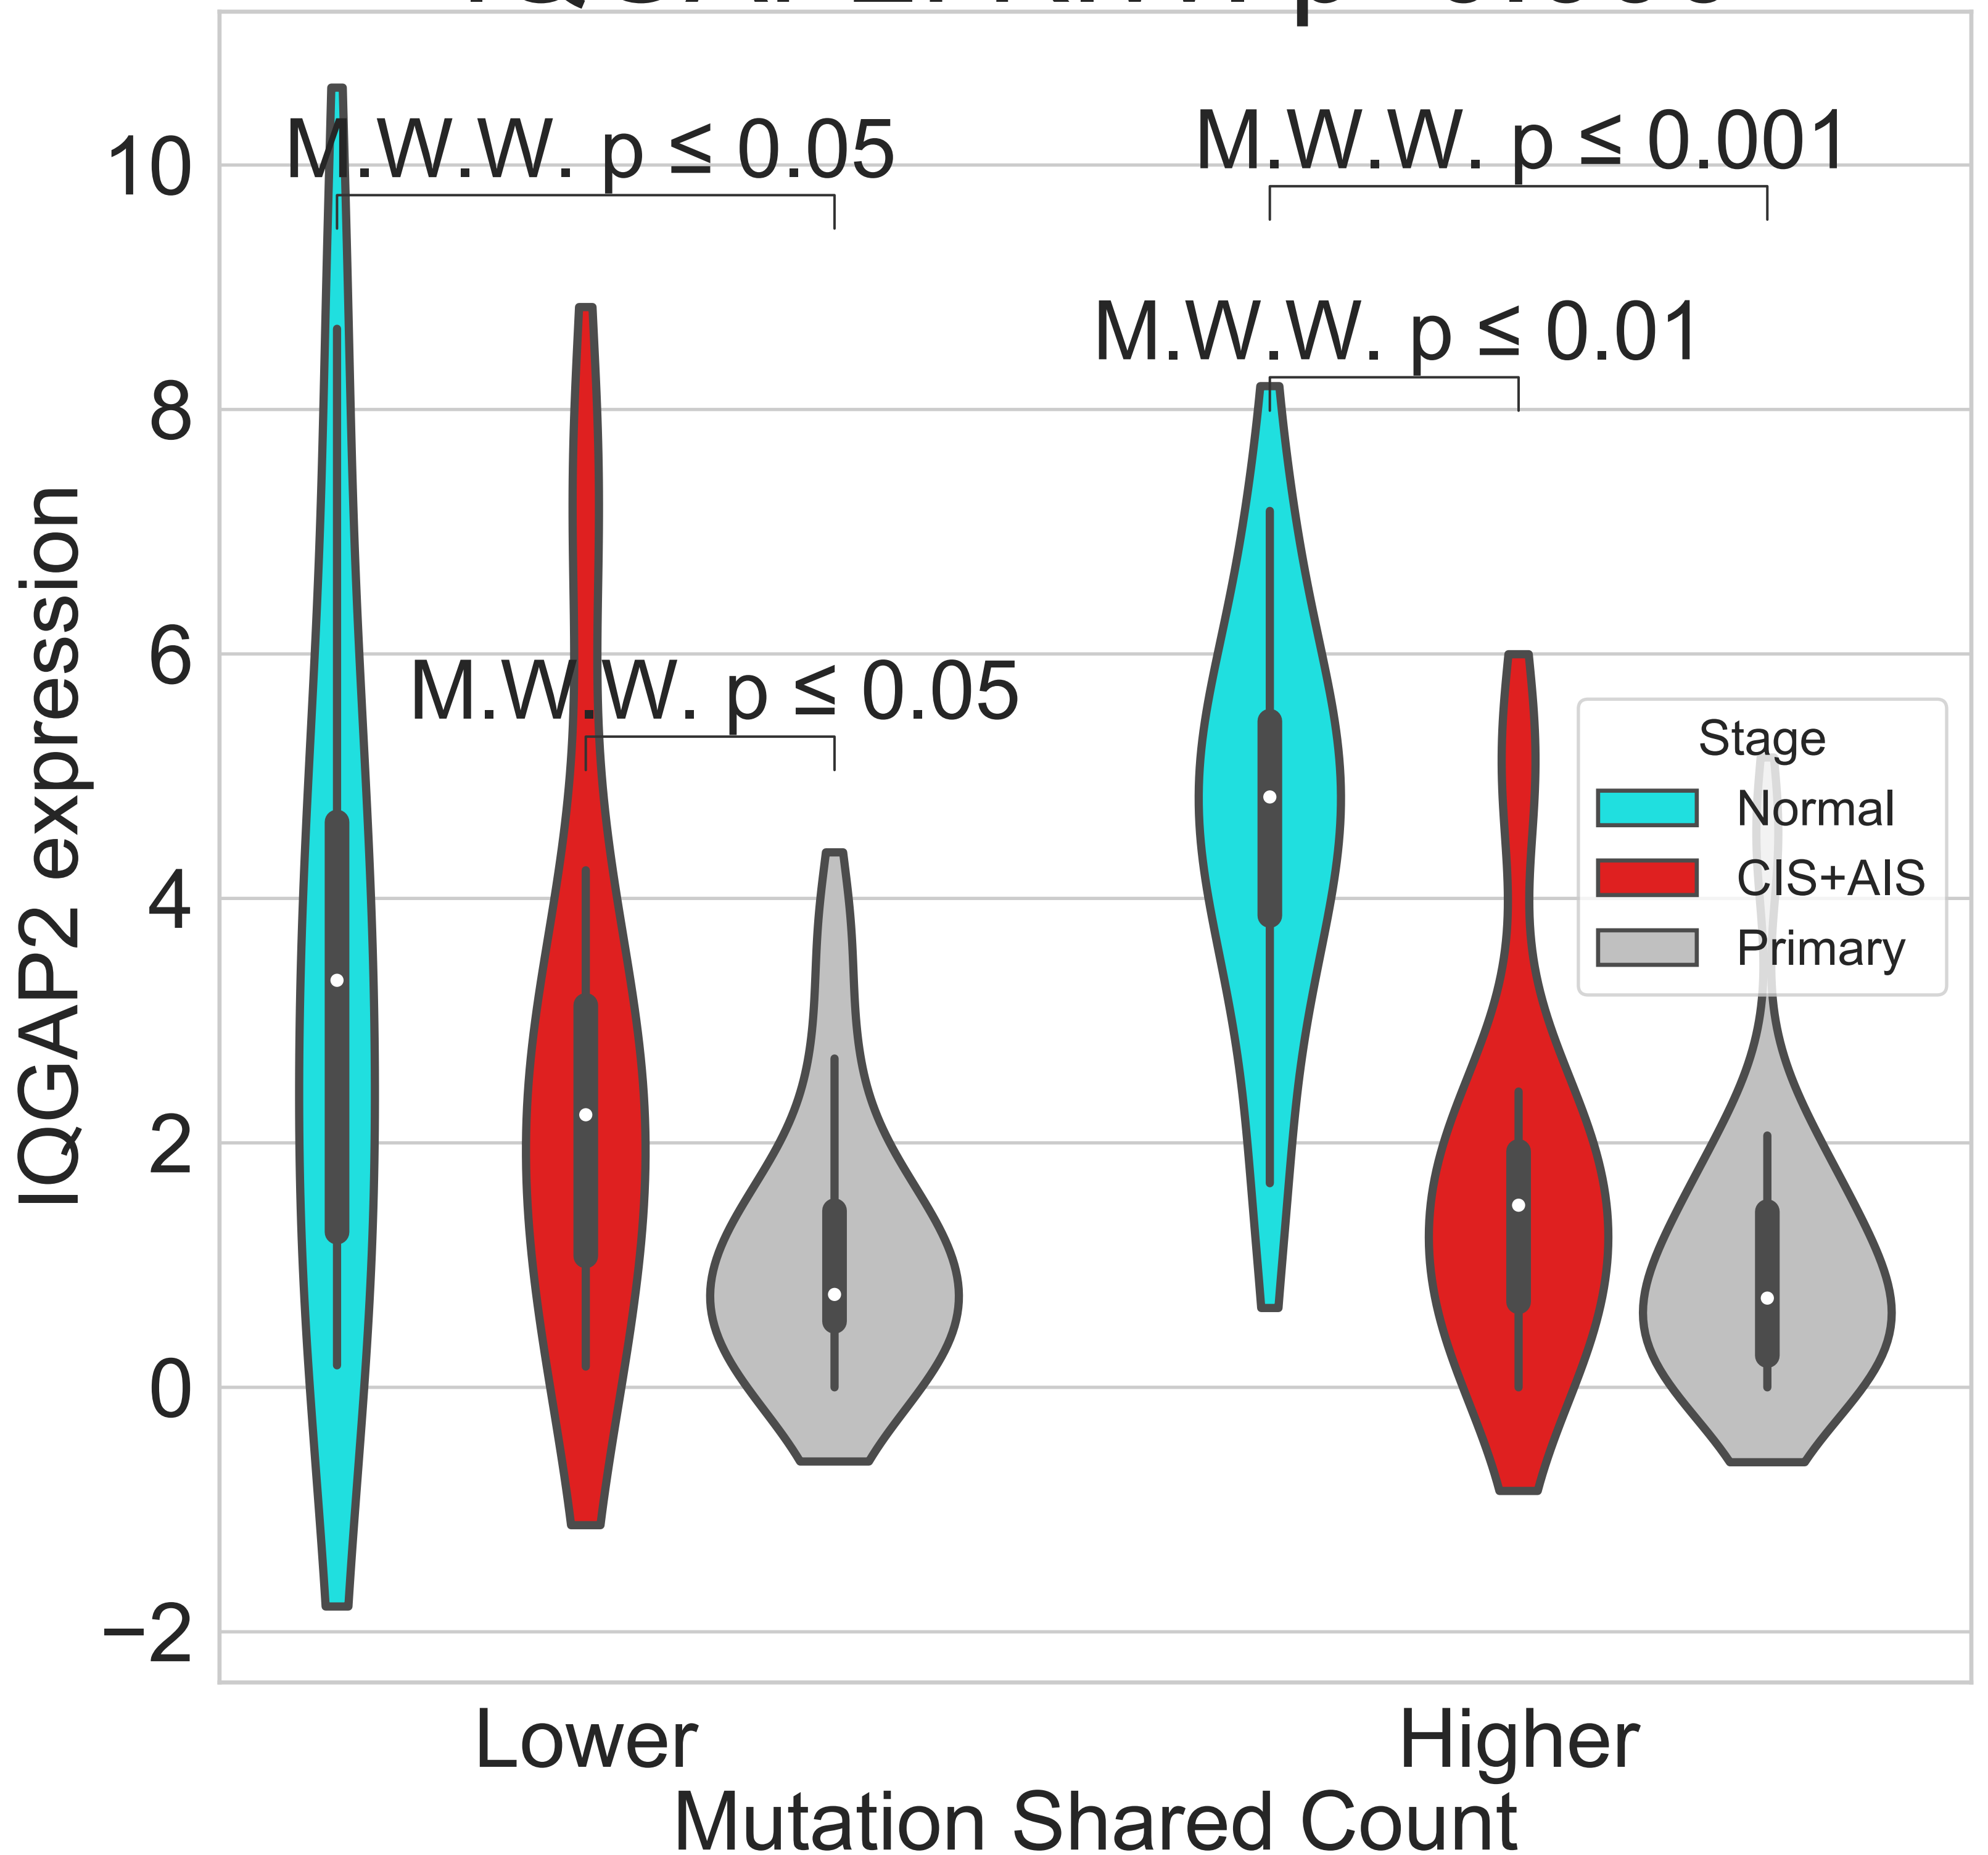 M.W.W. p ≤ 0.05
M.W.W. p ≤ 0.001
M.W.W. p ≤ 0.01
M.W.W. p ≤ 0.05
10
8
6
4
2
0
−2
IQGAP2 expression
Stage
Normal
CIS+AIS
Primary
Lower
Higher
Mutation Shared Count